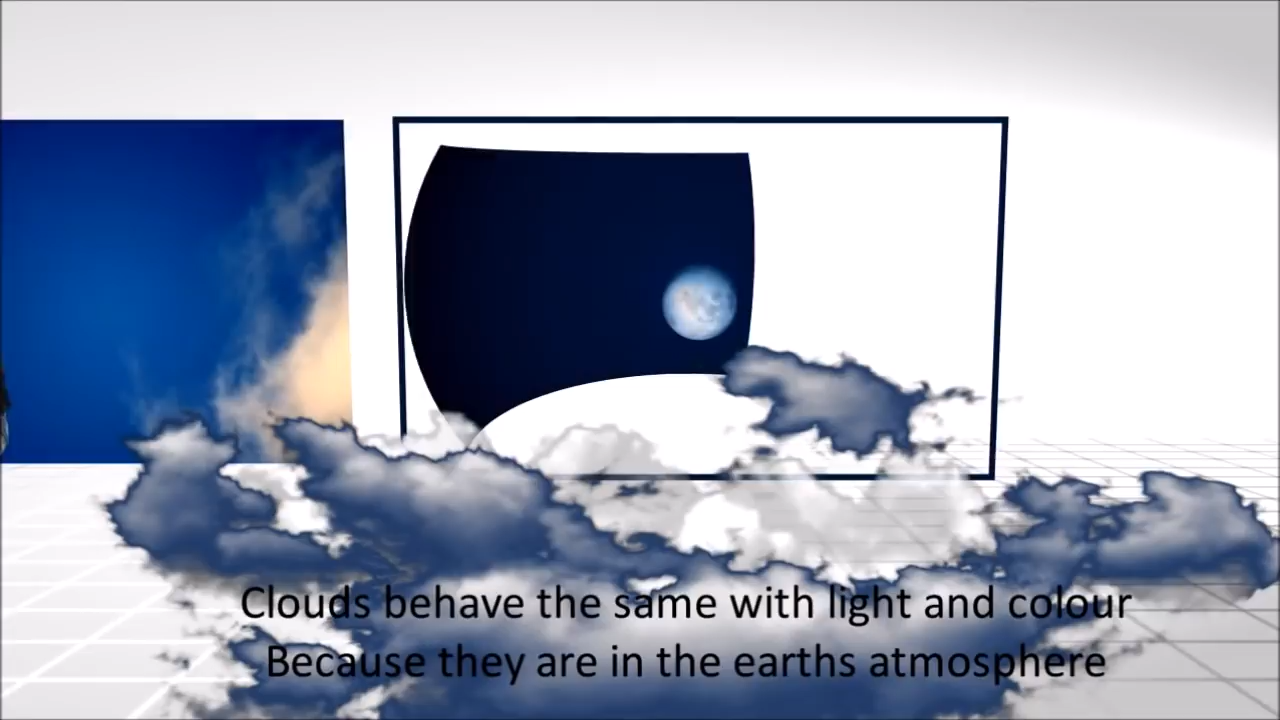 Clouds behave the same with light and colour
Because they are in the earths atmosphere